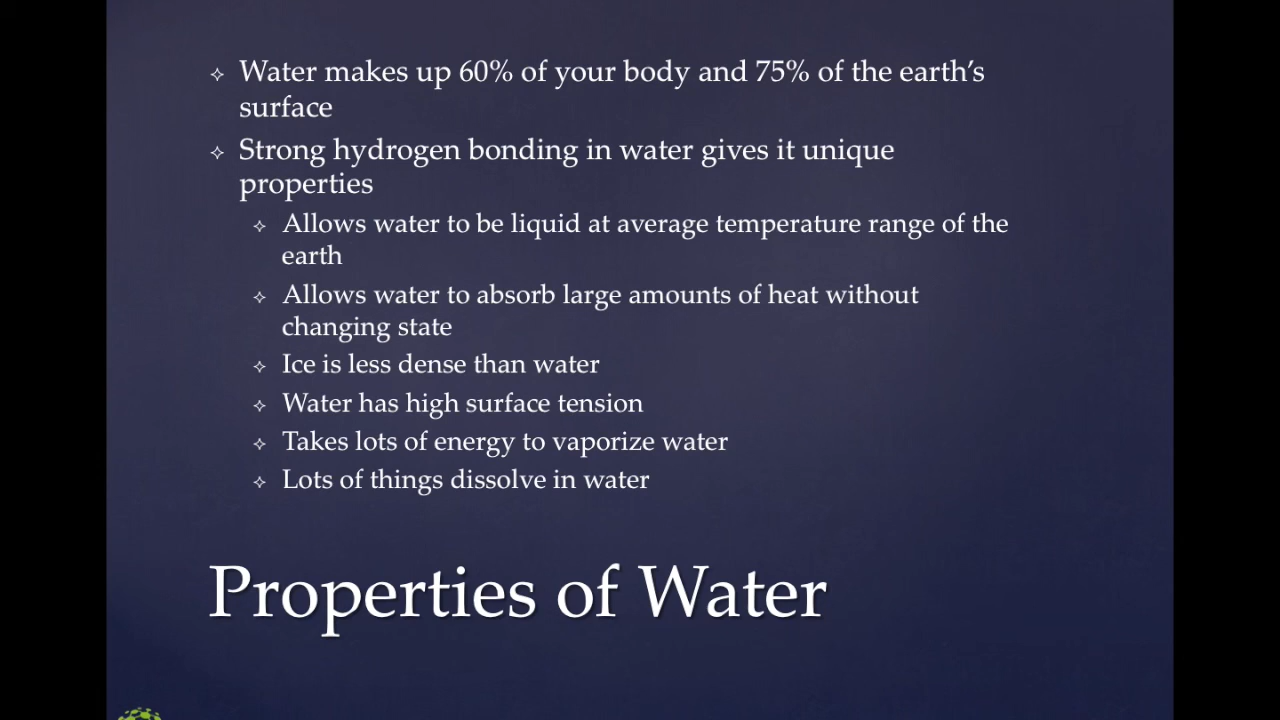 ✧ Water makes up 60% of your body and 75% of the earth’s
surface
✧ Strong hydrogen bonding in water gives it unique
properties
✧ Allows water to be liquid at average temperature range of the
earth
✧ Allows water to absorb large amounts of heat without
changing state
✧ Ice is less dense than water
✧ Water has high surface tension
✧ Takes lots of energy to vaporize water
✧ Lots of things dissolve in water
Properties of Water